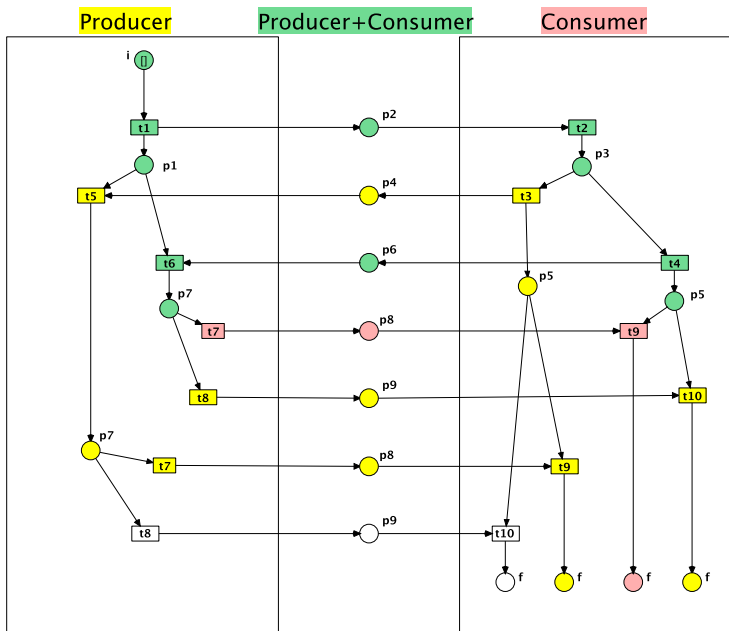 Producer Producer+Consumer Consumer
i []
t1 p2 t2
p1 p3
t5 p4 t3
t6 p6 t4
p7 p5 p5
t7 p8 t9
t8 p9 t10
p7 t7 p8 t9
t8 p9 t10
f f f f